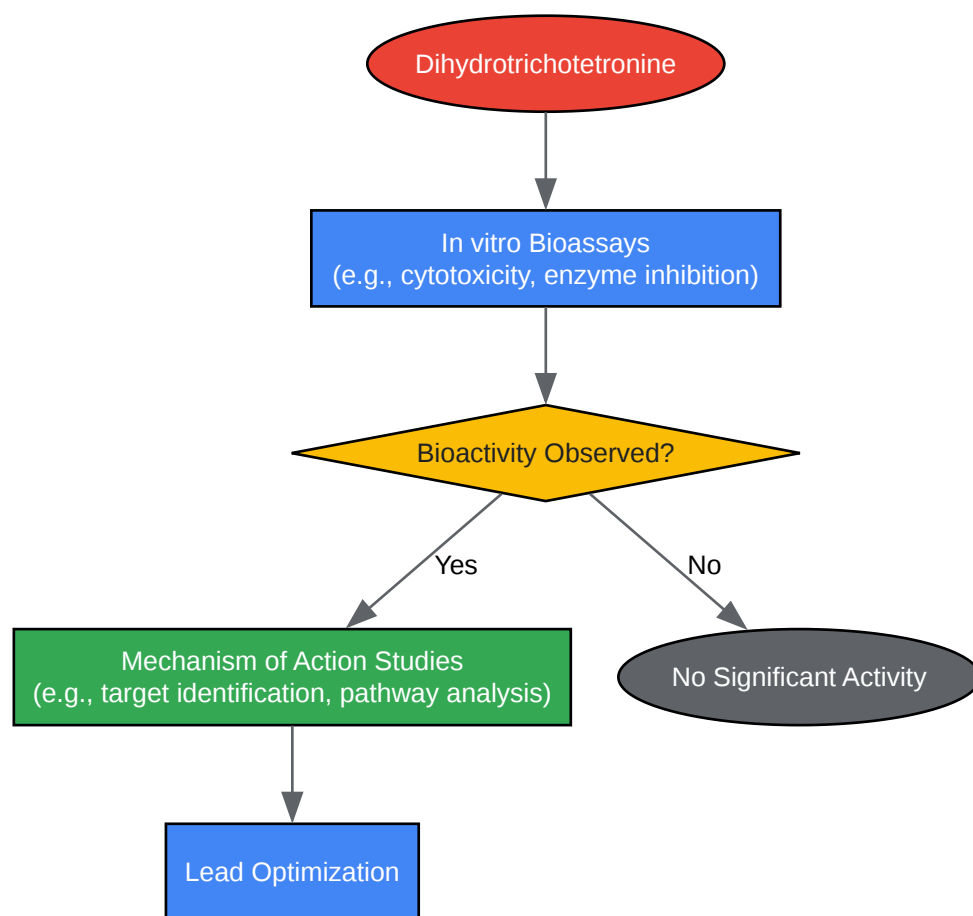 Dihydrotrichotetronine
In vitro Bioassays
(e.g., cytotoxicity, enzyme inhibition)
Bioactivity Observed?
Yes
No
Mechanism of Action Studies
(e.g., target identification, pathway analysis)
No Significant Activity
Lead Optimization